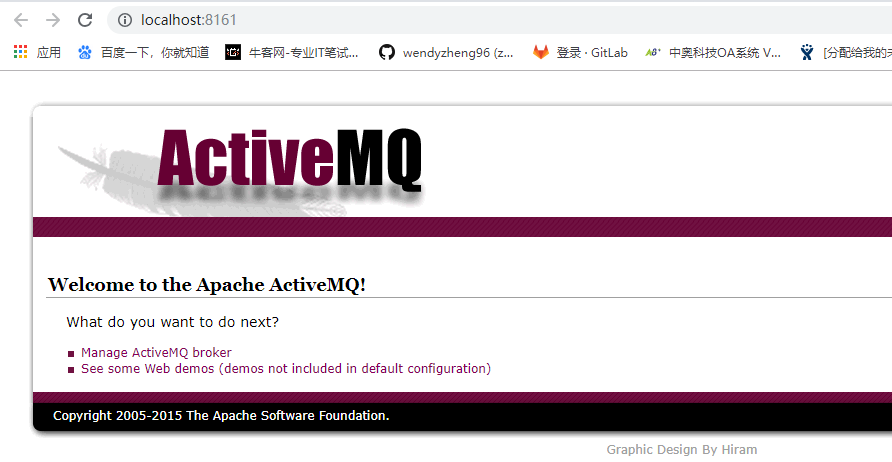 localhost:8161
应用 百度一下，你就知道 牛客网-专业IT笔试... wendyzheng96 (z... 登录 · GitLab 中奥科技OA系统 V... [分配给我的
ActiveMQ
Welcome to the Apache ActiveMQ!
What do you want to do next?
Manage ActiveMQ broker
See some Web demos (demos not included in default configuration)
Copyright 2005-2015 The Apache Software Foundation.
Graphic Design By Hiram